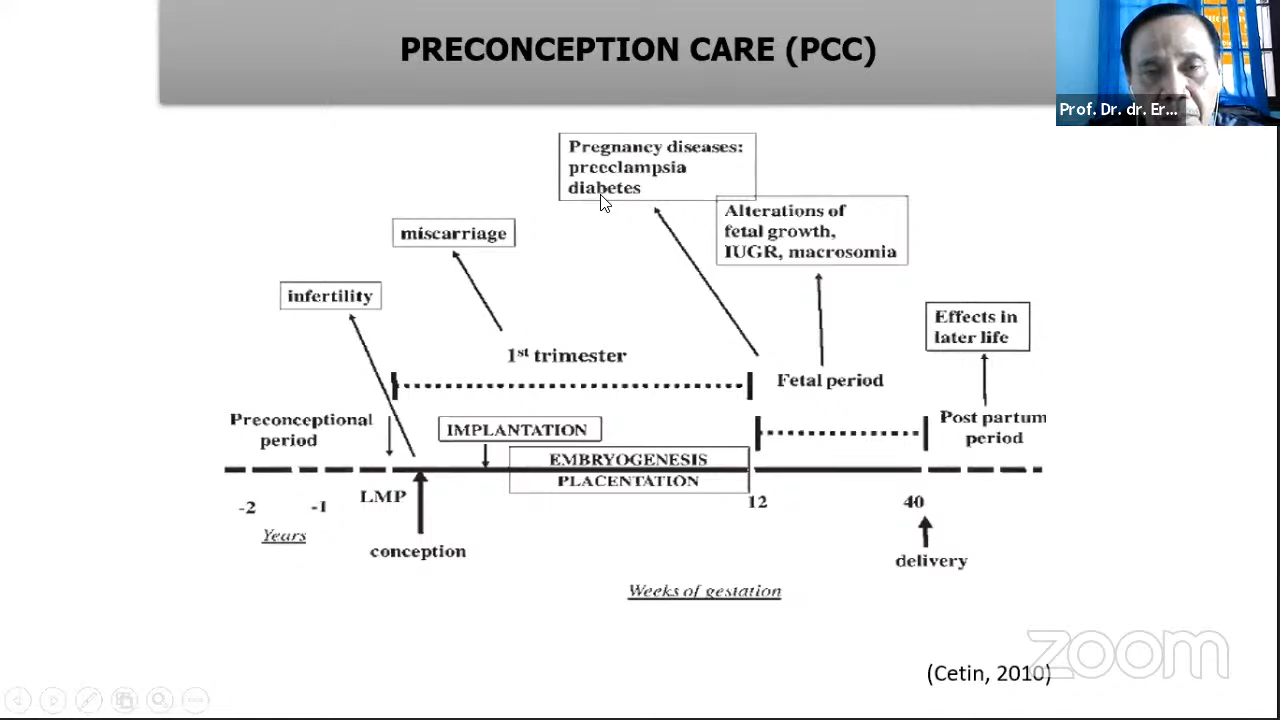 PRECONCEPTION CARE (PCC)
Prof. Dr. dr. Er...
Pregnancy diseases:
preeclampsia
diabetes
Alterations of
fetal growth,
IUGR, macrosomia
miscarriage
infertility
Effects in
later life
1st trimester
Fetal period
Preconceptional
period
IMPLANTATION
Post partum
period
EMBRYOGENESIS
PLACENTATION
-2
-1
LMP
12
40
Years
conception
delivery
Weeks of gestation
zoom
(Cetin, 2010)